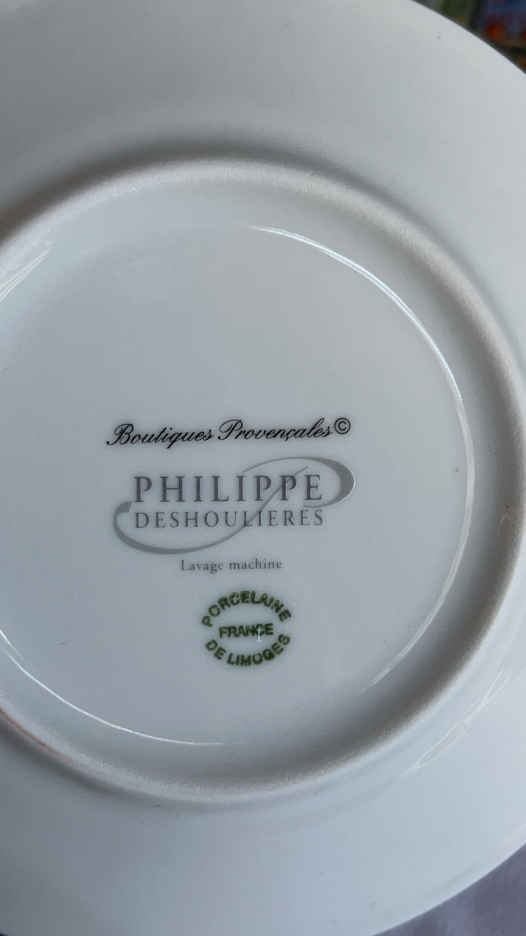 Boutiques Provençales©
PHILIPPE
DESHOULIERES
Lavage machine
PORCELAINE
FRANCE
DE LIMOGES